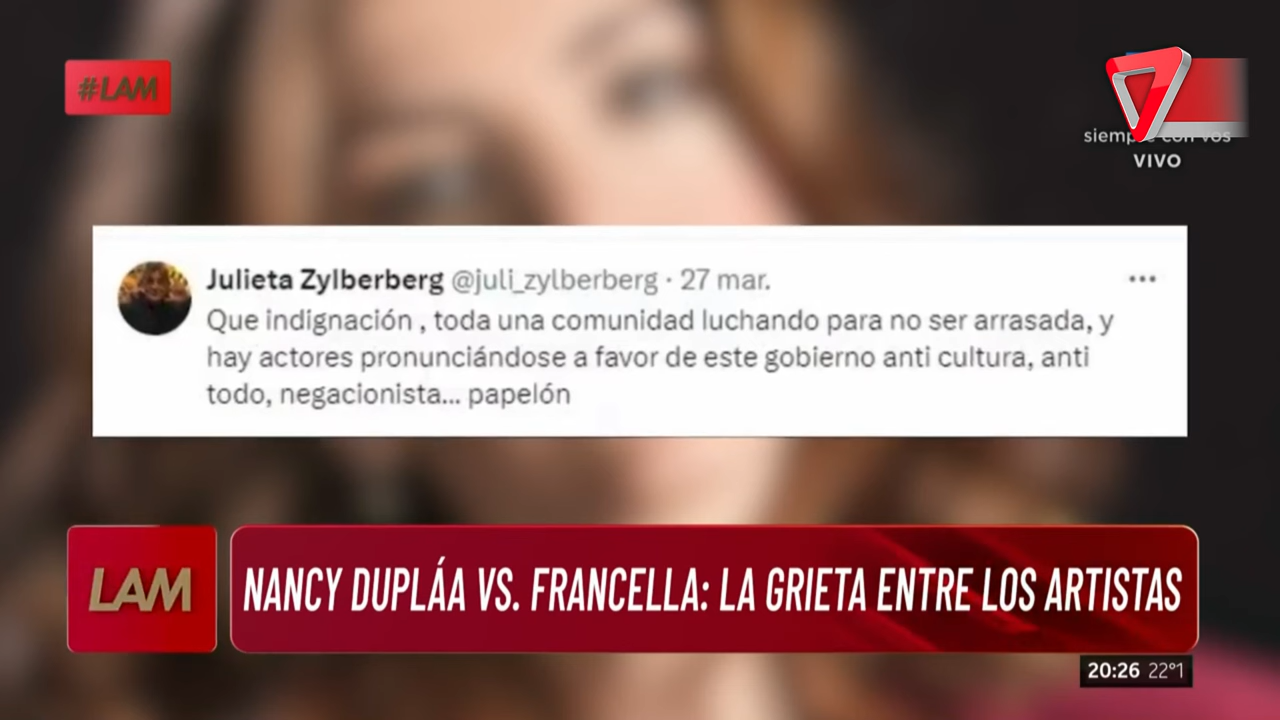 #LAM
siempre con vos
VIVO
Julieta Zylberberg @juli_zylberberg · 27 mar.
Que indignación , toda una comunidad luchando para no ser arrasada, y
hay actores pronunciándose a favor de este gobierno anti cultura, anti
todo, negacionista... papelón
LAM
NANCY DUPLÁA VS. FRANCELLA: LA GRIETA ENTRE LOS ARTISTAS
20:26 22°1